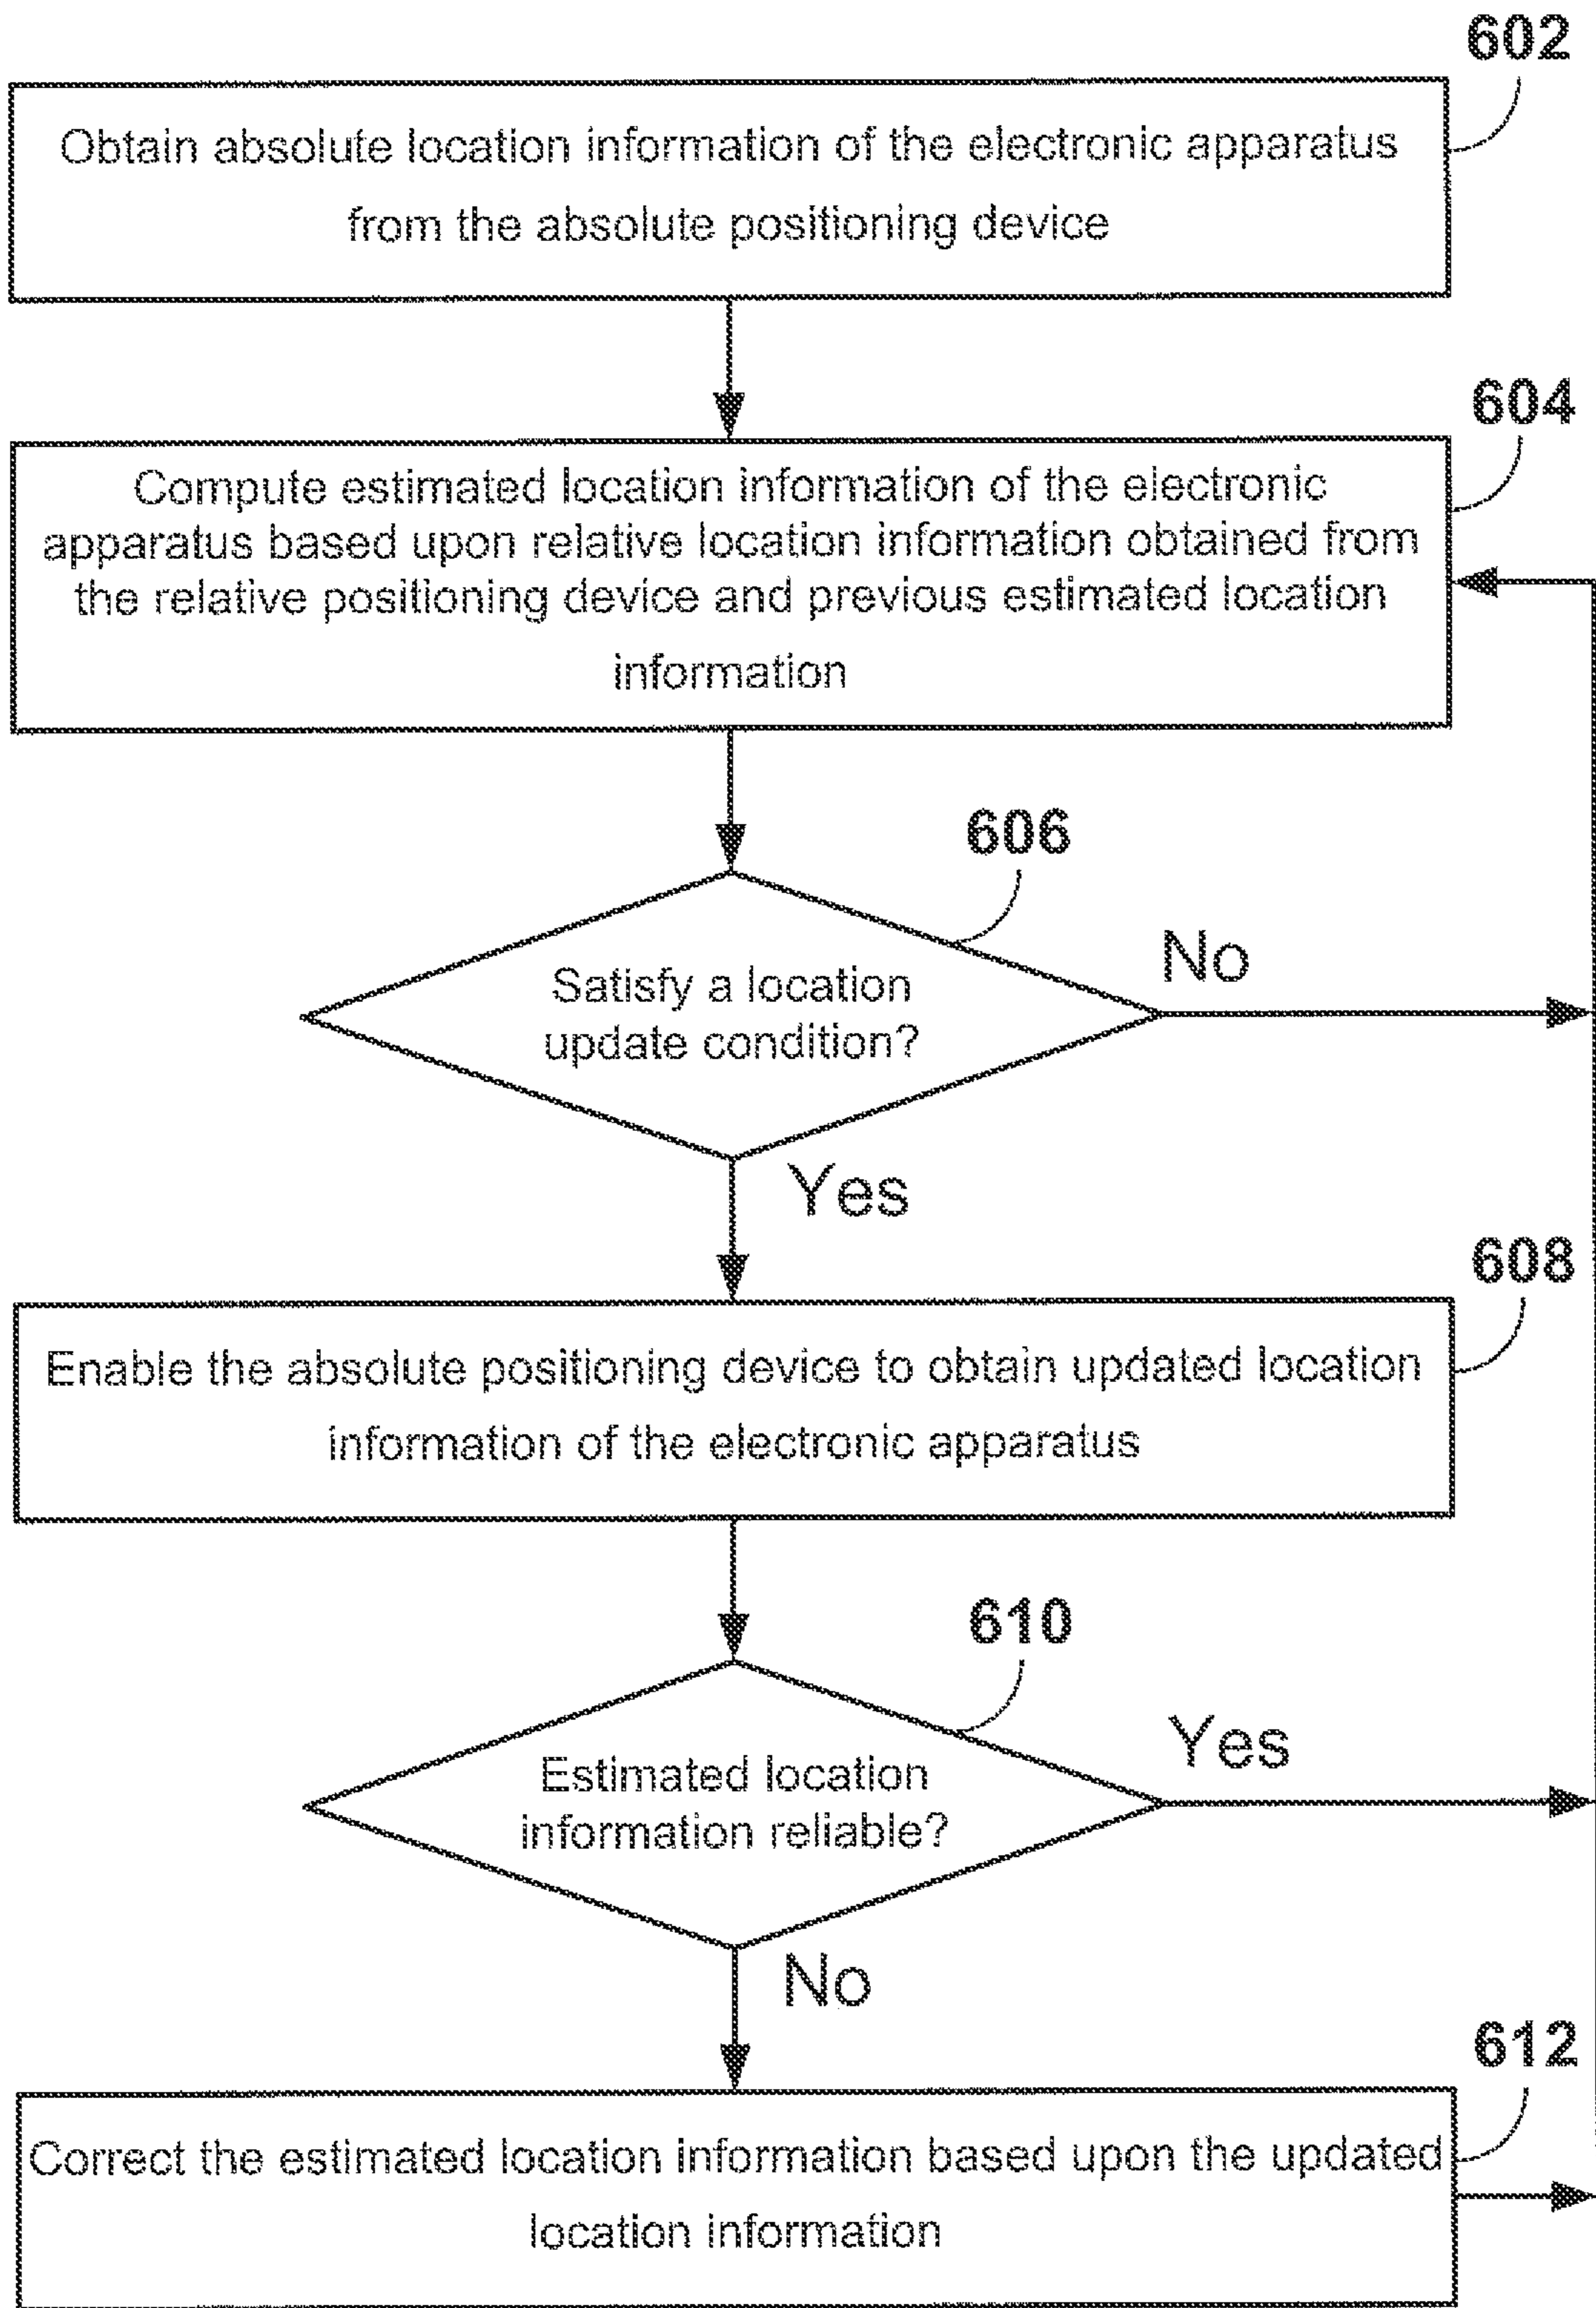 602
Obtain absolute location information of the electronic apparatus
from the absolute positioning device
604
Compute estimated location information of the electronic
apparatus based upon relative location information obtained from
the relative positioning device and previous estimated location
information
606
No
Satisfy a location
update condition?
Yes
608
Enable the absolute positioning device to obtain updated location
information of the electronic apparatus
610
Yes
Estimated location
information reliable?
No
612
Correct the estimated location information based upon the updated
location information